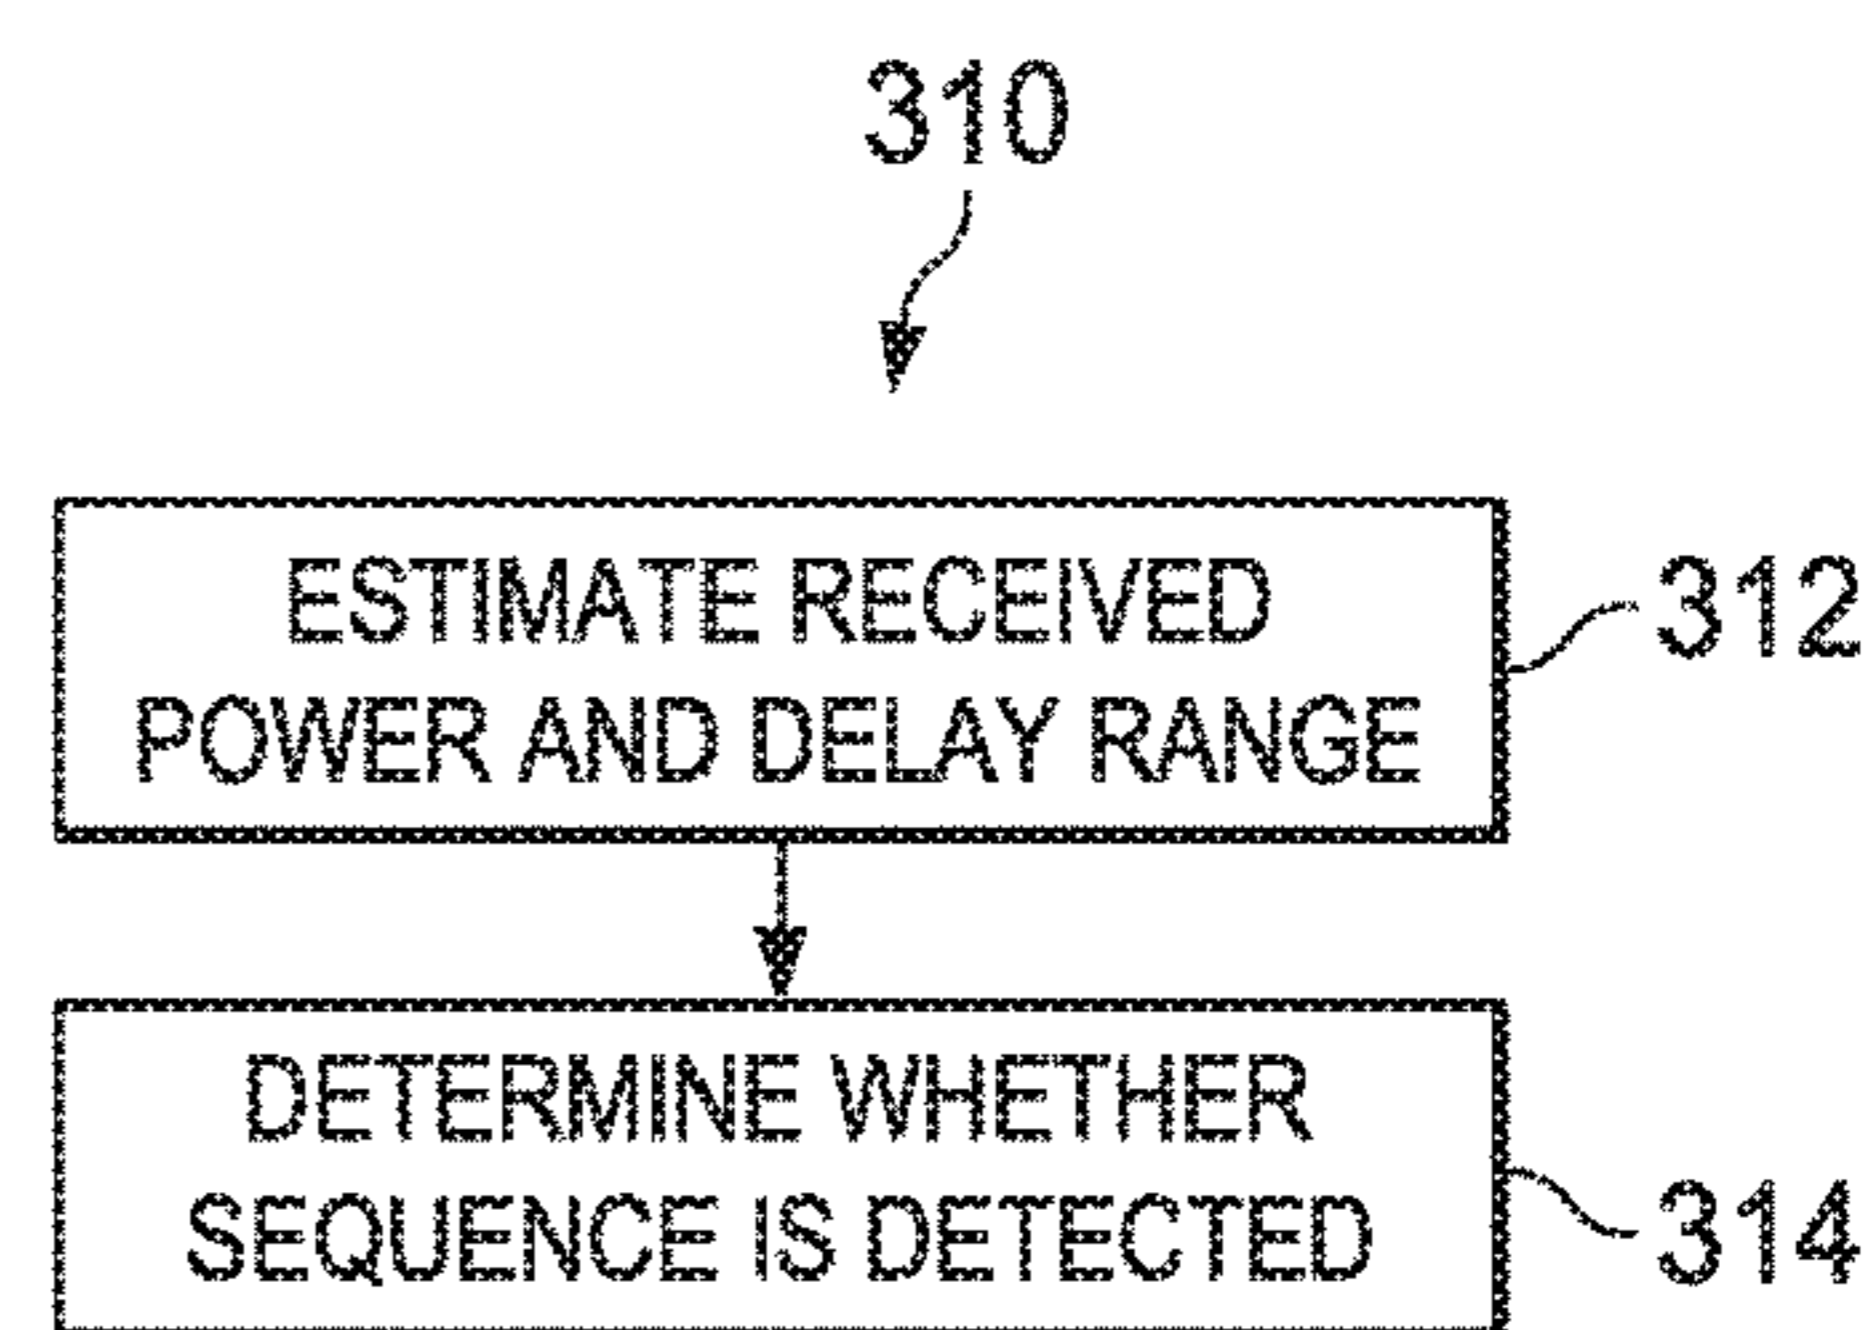 310
ESTIMATE RECEIVED
POWER AND DELAY RANGE
312
DETERMINE WHETHER
SEQUENCE IS DETECTED
314